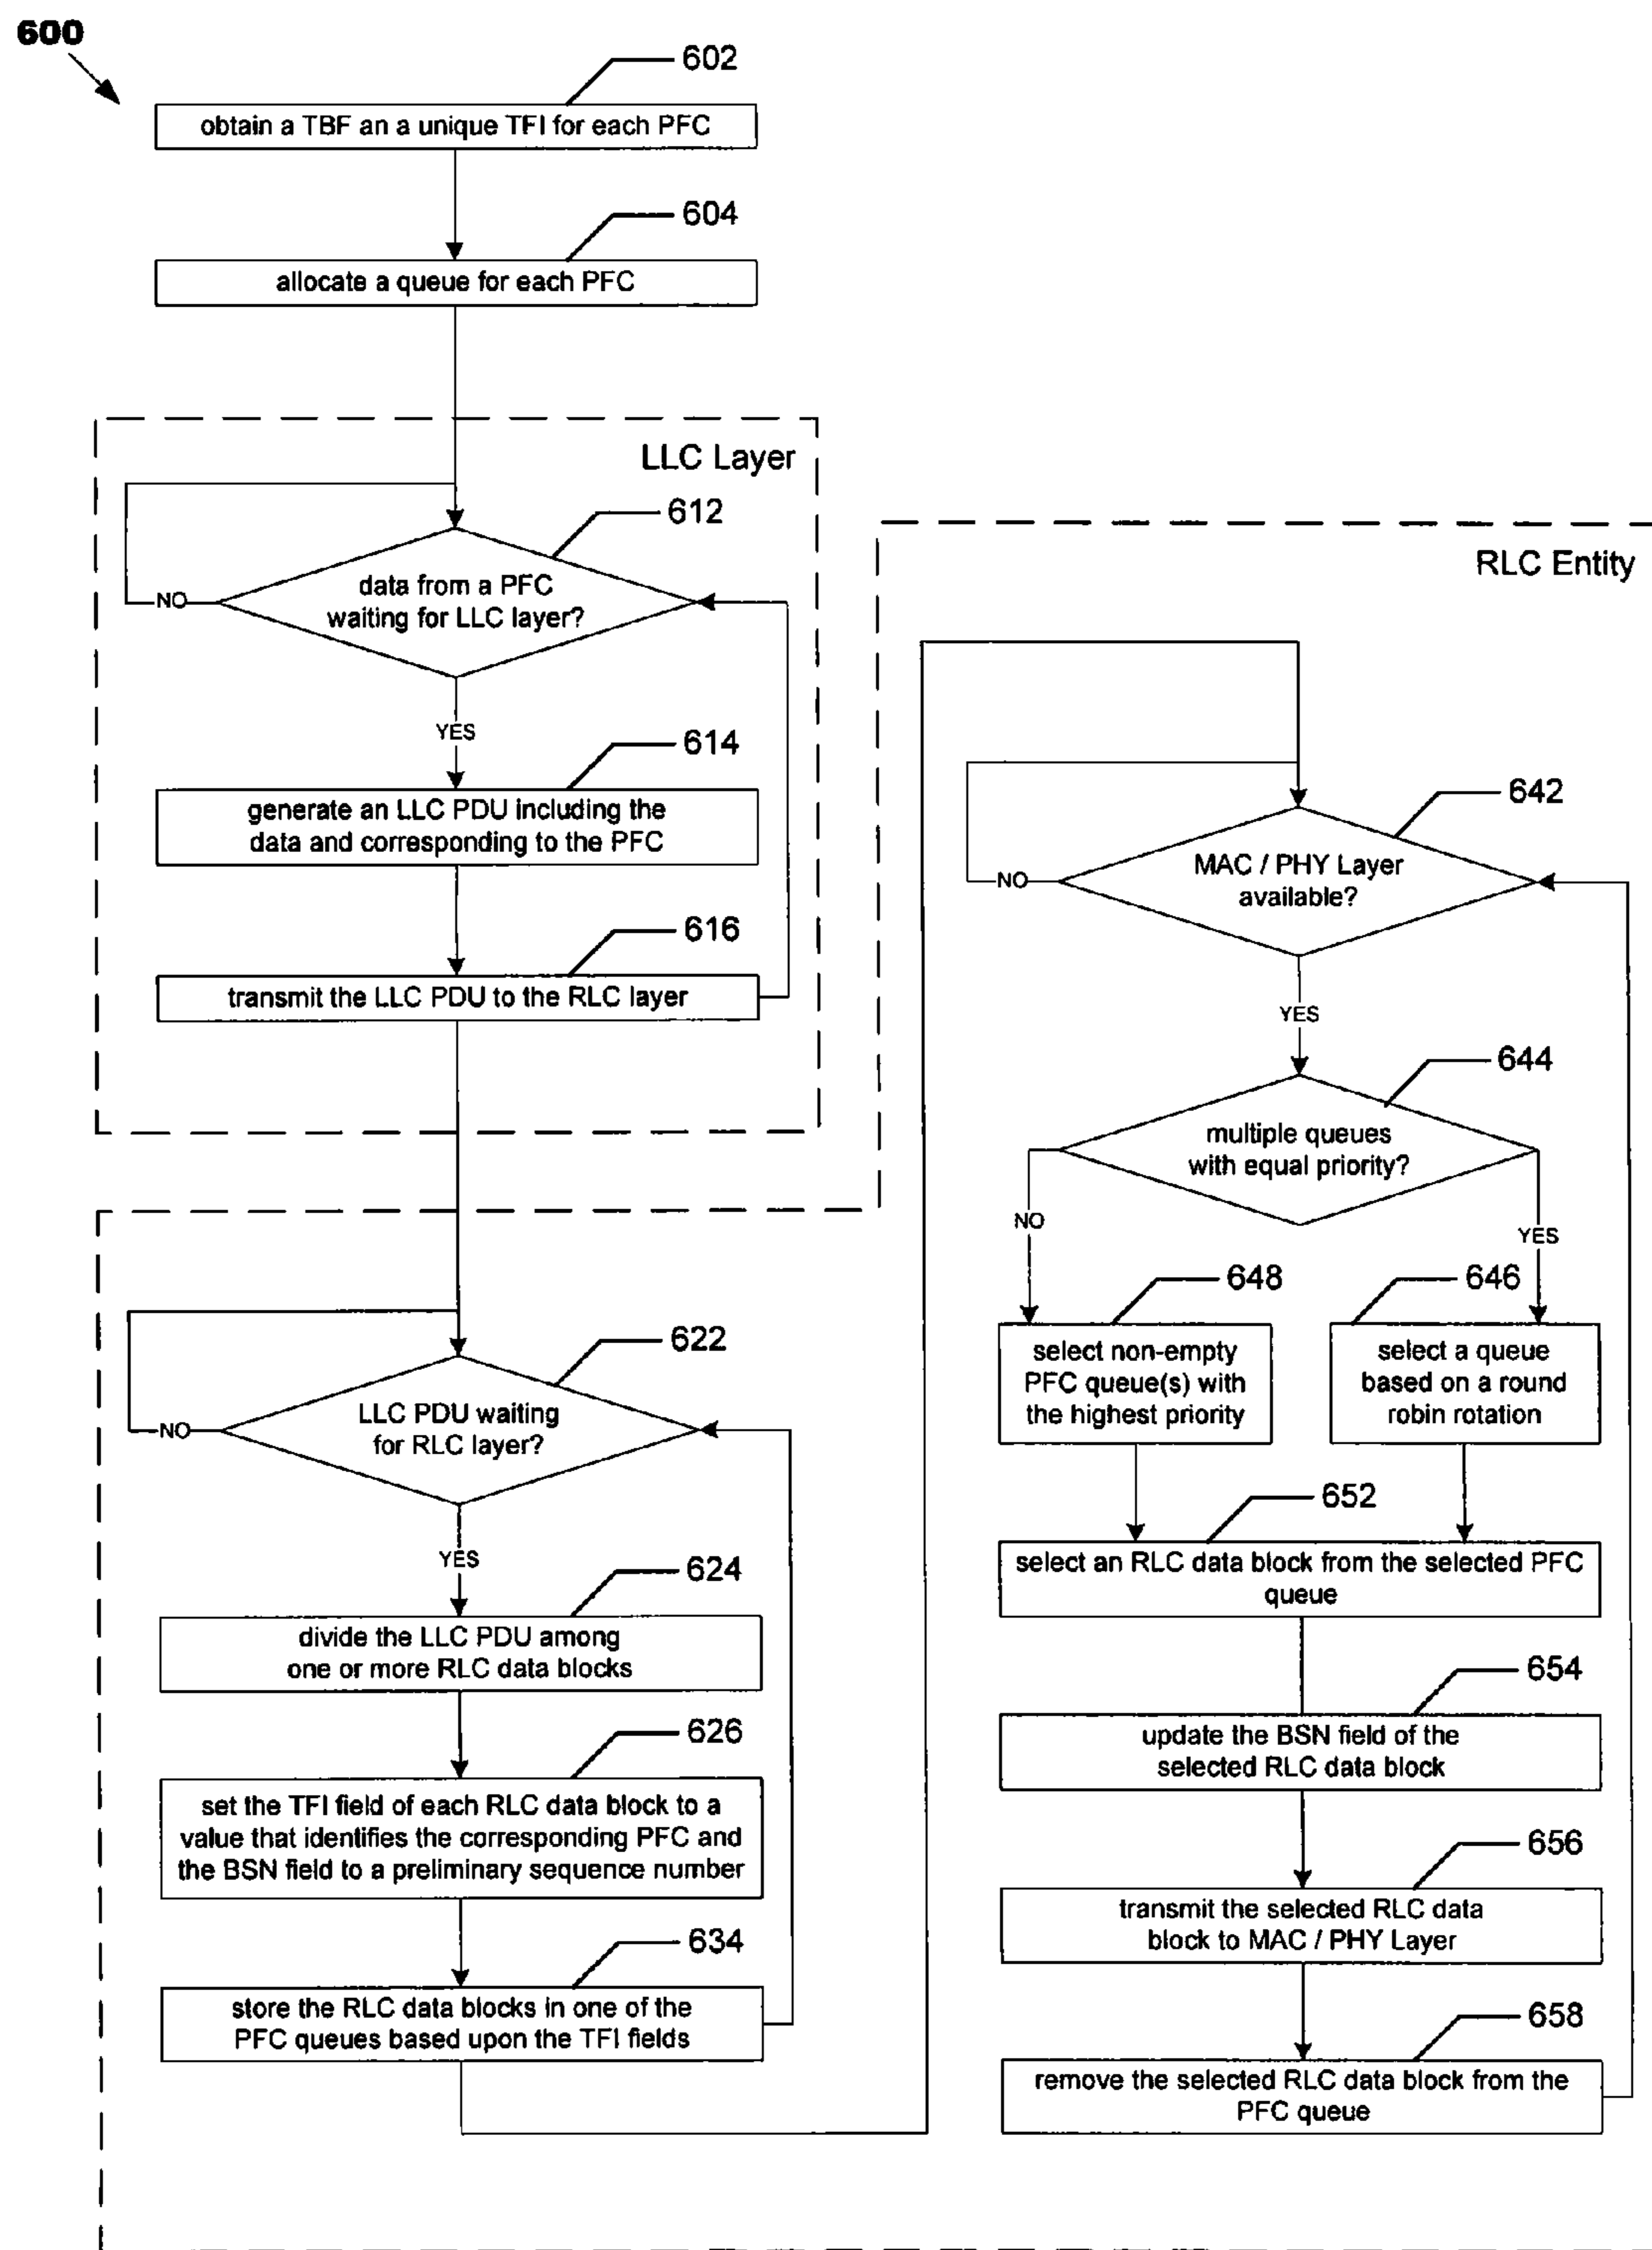 600
602
obtain a TBF an a unique TFI for each PFC
604
allocate a queue for each PFC
LLC Layer
612
data from a PFC
waiting for LLC layer?
NO
YES
614
generate an LLC PDU including the
data and corresponding to the PFC
616
transmit the LLC PDU to the RLC layer
RLC Entity
622
LLC PDU waiting
for RLC layer?
NO
YES
624
divide the LLC PDU among
one or more RLC data blocks
626
set the TFI field of each RLC data block to a
value that identifies the corresponding PFC and
the BSN field to a preliminary sequence number
634
store the RLC data blocks in one of the
PFC queues based upon the TFI fields
642
MAC / PHY Layer
available?
NO
YES
644
multiple queues
with equal priority?
NO
YES
648
select non-empty
PFC queue(s) with
the highest priority
646
select a queue
based on a round
robin rotation
652
select an RLC data block from the selected PFC
queue
654
update the BSN field of the
selected RLC data block
656
transmit the selected RLC data
block to MAC / PHY Layer
658
remove the selected RLC data block from the
PFC queue